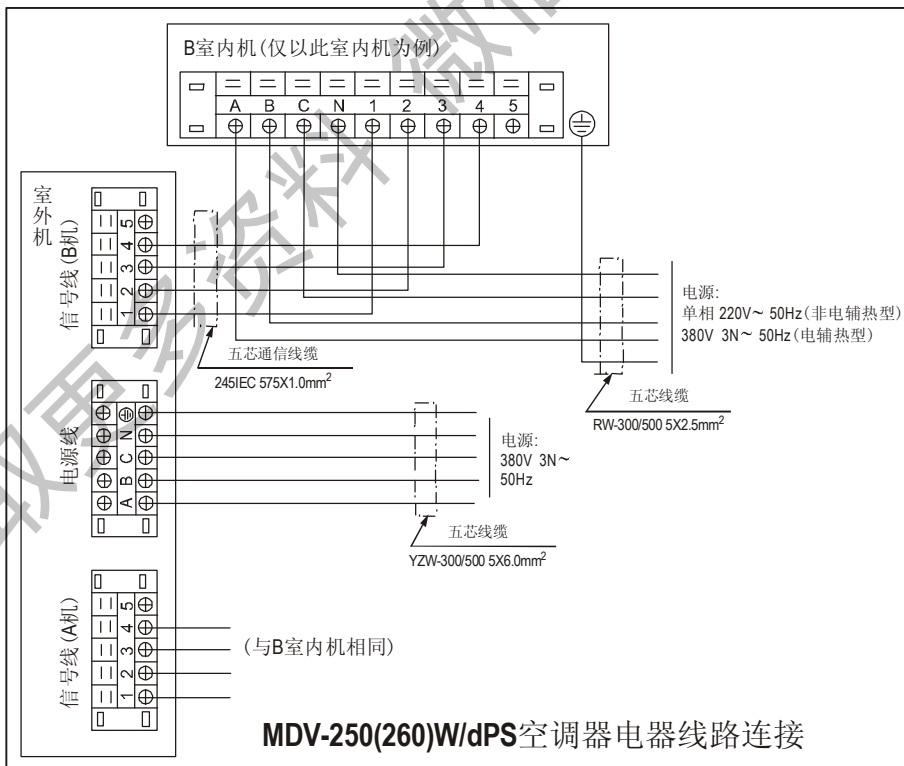 B室内机(仅以此室内机为例)
A B C N 1 2 3 4 5
室外机
信号线(B机)
5
4
3
2
1
五芯通信线缆
245IEC 575X1.0mm²
电源:
单相 220V~ 50Hz(非电辅热型)
380V 3N~ 50Hz(电辅热型)
五芯线缆
RW-300/500 5X2.5mm²
电源线
N
C
B
A
电源:
380V 3N~
50Hz
五芯线缆
YZW-300/500 5X6.0mm²
信号线(A机)
5
4
3
2
1
(与B室内机相同)
MDV-250(260)W/dPS空调器电器线路连接
取更多资料